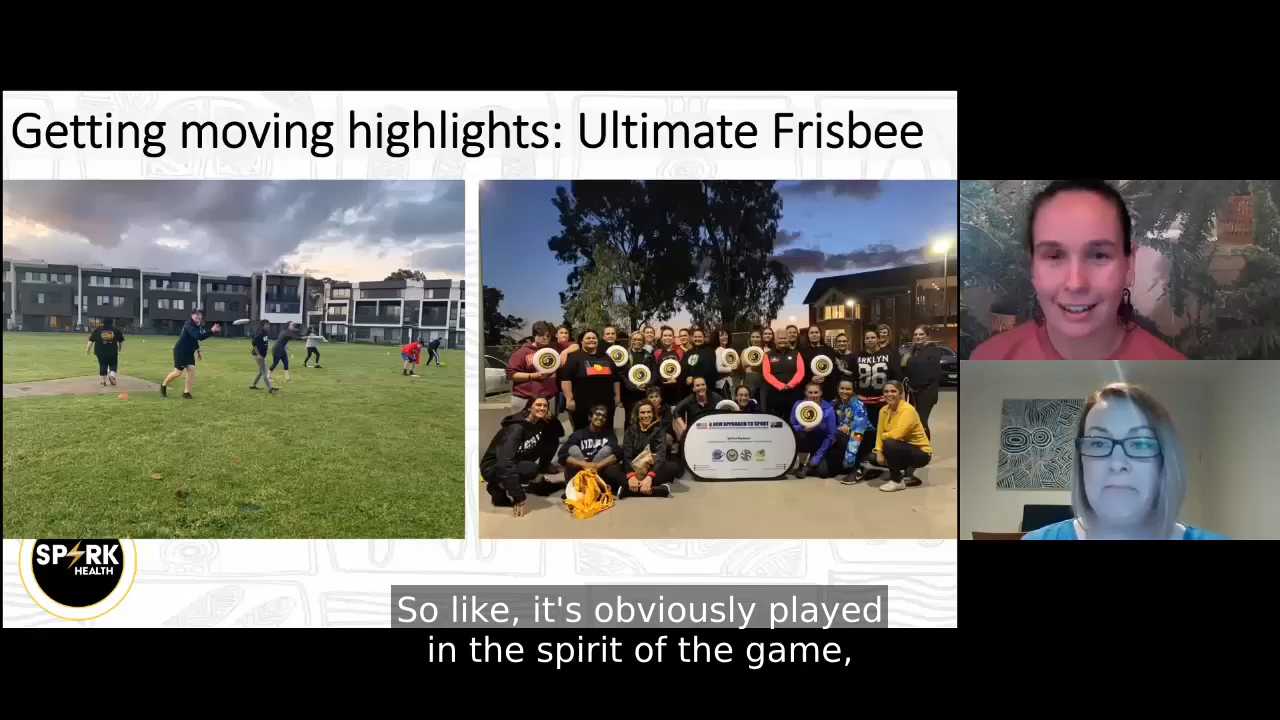 Getting moving highlights: Ultimate Frisbee
A NEW APPROACH TO SPORT
BRKLYN
86
SPARK
HEALTH
So like, it's obviously played
in the spirit of the game,